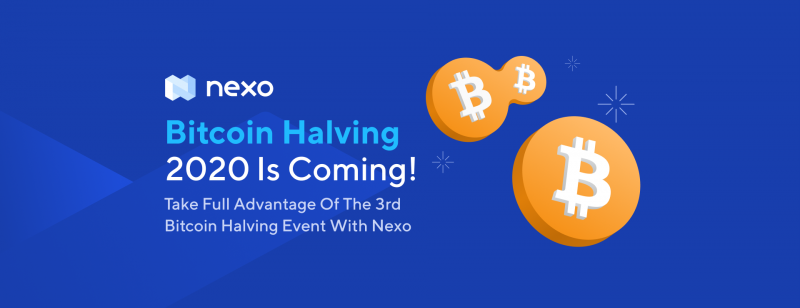 nexo
Bitcoin Halving
2020 Is Coming!
Take Full Advantage Of The 3rd
Bitcoin Halving Event With Nexo